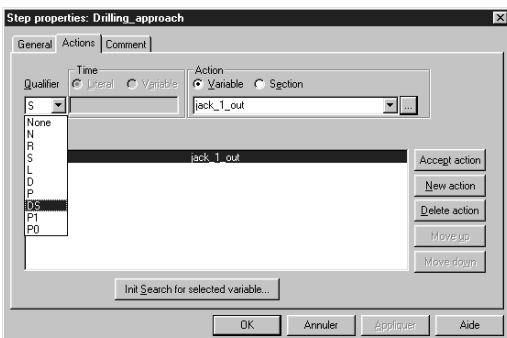 Step properties: Drilling_approach
General Actions Comment
Time Action
Qualifier Literal Variable Variable Section
S jack_1_out ...
None
N
R
S jack_1_out
L
D
P
DS
P1
P0
Accept action
New action
Delete action
Move up
Move down
Init Search for selected variable...
OK Annuler Appliquer Aide